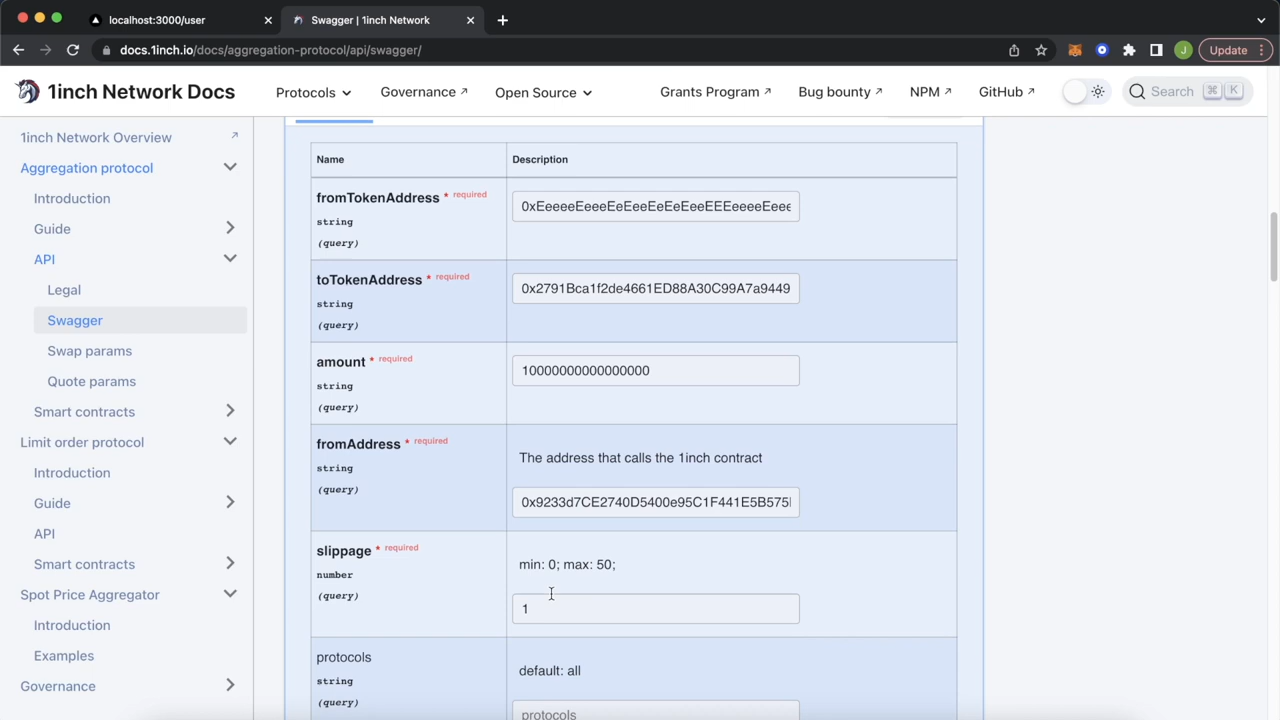 localhost:3000/user
Swagger | 1inch Network
docs.1inch.io/docs/aggregation-protocol/api/swagger/
J
Update
1inch Network Docs
Protocols
Governance
Open Source
Grants Program
Bug bounty
NPM
GitHub
Search
⌘ K
1inch Network Overview
Aggregation protocol
Introduction
Guide
API
Legal
Swagger
Swap params
Quote params
Smart contracts
Limit order protocol
Introduction
Guide
API
Smart contracts
Spot Price Aggregator
Introduction
Examples
Governance
Name
Description
fromTokenAddress * required
string
(query)
toTokenAddress * required
string
(query)
0x2791Bca1f2de4661ED88A30C99A7a9449
amount * required
string
(query)
10000000000000000
fromAddress * required
string
(query)
The address that calls the 1inch contract
slippage * required
number
(query)
min: 0; max: 50;
1
protocols
string
(query)
default: all
protocols